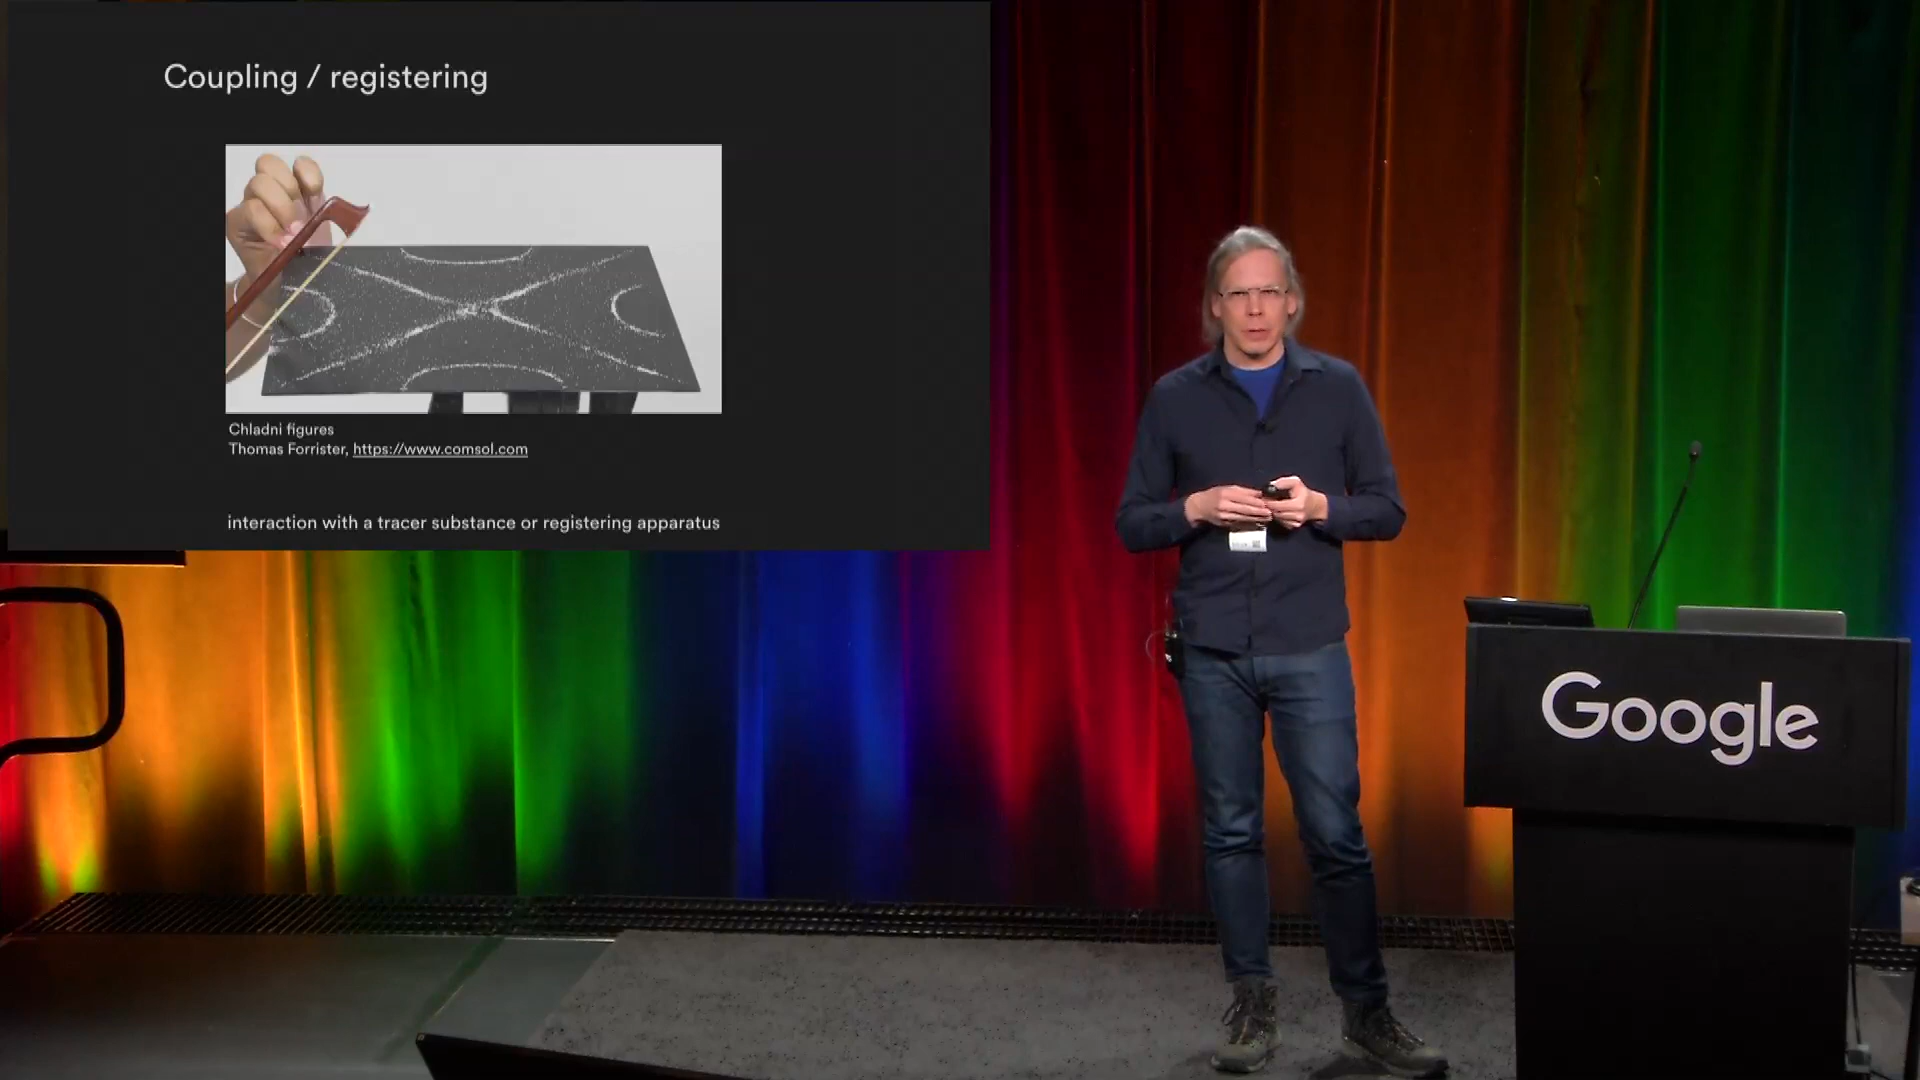 Coupling / registering
Chladni figures
Thomas Forrister, https://www.comsol.com
interaction with a tracer substance or registering apparatus
Google